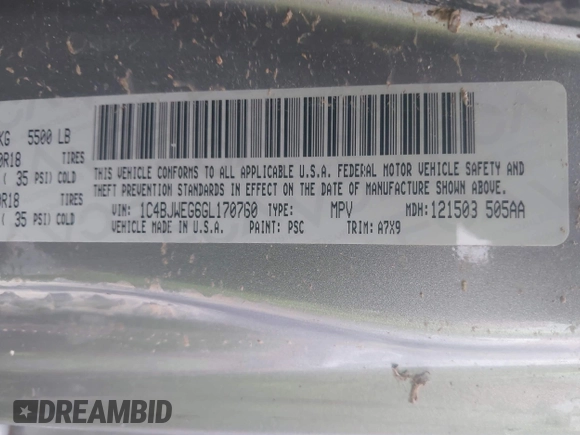 KG 5500 LB
0R18 TIRES
( 35 PSI) COLD
0R18 TIRES
( 35 PSI) COLD
THIS VEHICLE CONFORMS TO ALL APPLICABLE U.S.A. FEDERAL MOTOR VEHICLE SAFETY AND
THEFT PREVENTION STANDARDS IN EFFECT ON THE DATE OF MANUFACTURE SHOWN ABOVE.
VIN: 1C4BJWEG6GL170760 TYPE: MPV MDH: 121503 505AA
VEHICLE MADE IN U.S.A. PAINT: PSC TRIM: A7X9
DREAMBID